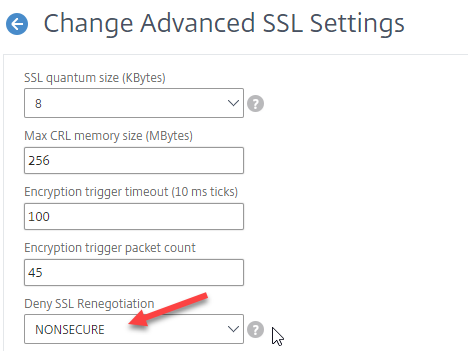 Change Advanced SSL Settings
SSL quantum size (KBytes)
8
?
Max CRL memory size (MBytes)
256
Encryption trigger timeout (10 ms ticks)
100
Encryption trigger packet count
45
Deny SSL Renegotiation
NONSECURE
?